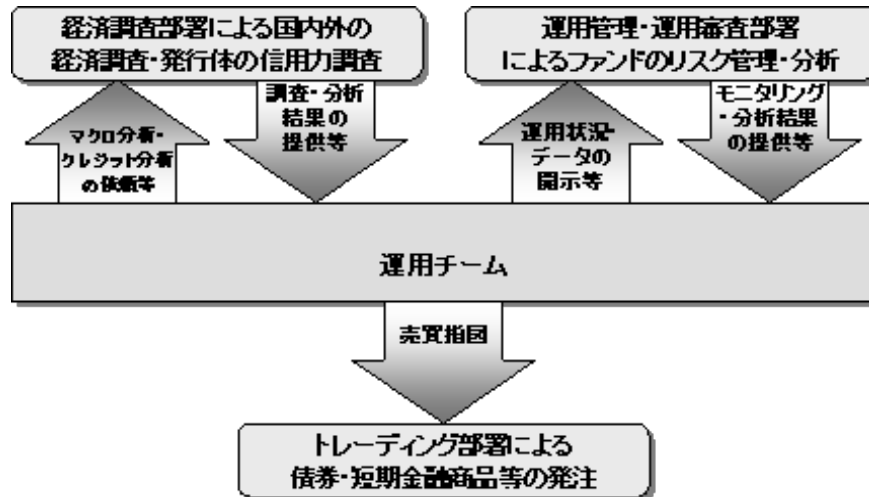 経済調査部署による国内外の
経済調査・発行体の信用力調査
運用管理・運用審査部署
によるファンドのリスク管理・分析
マクロ分析・
クレジット分析
の依頼等
調査・分析
結果の
提供等
運用状況・
データの
開示等
モニタリング
・分析結果
の提供等
運用チーム
売買指図
トレーディング部署による
債券・短期金融商品等の発注